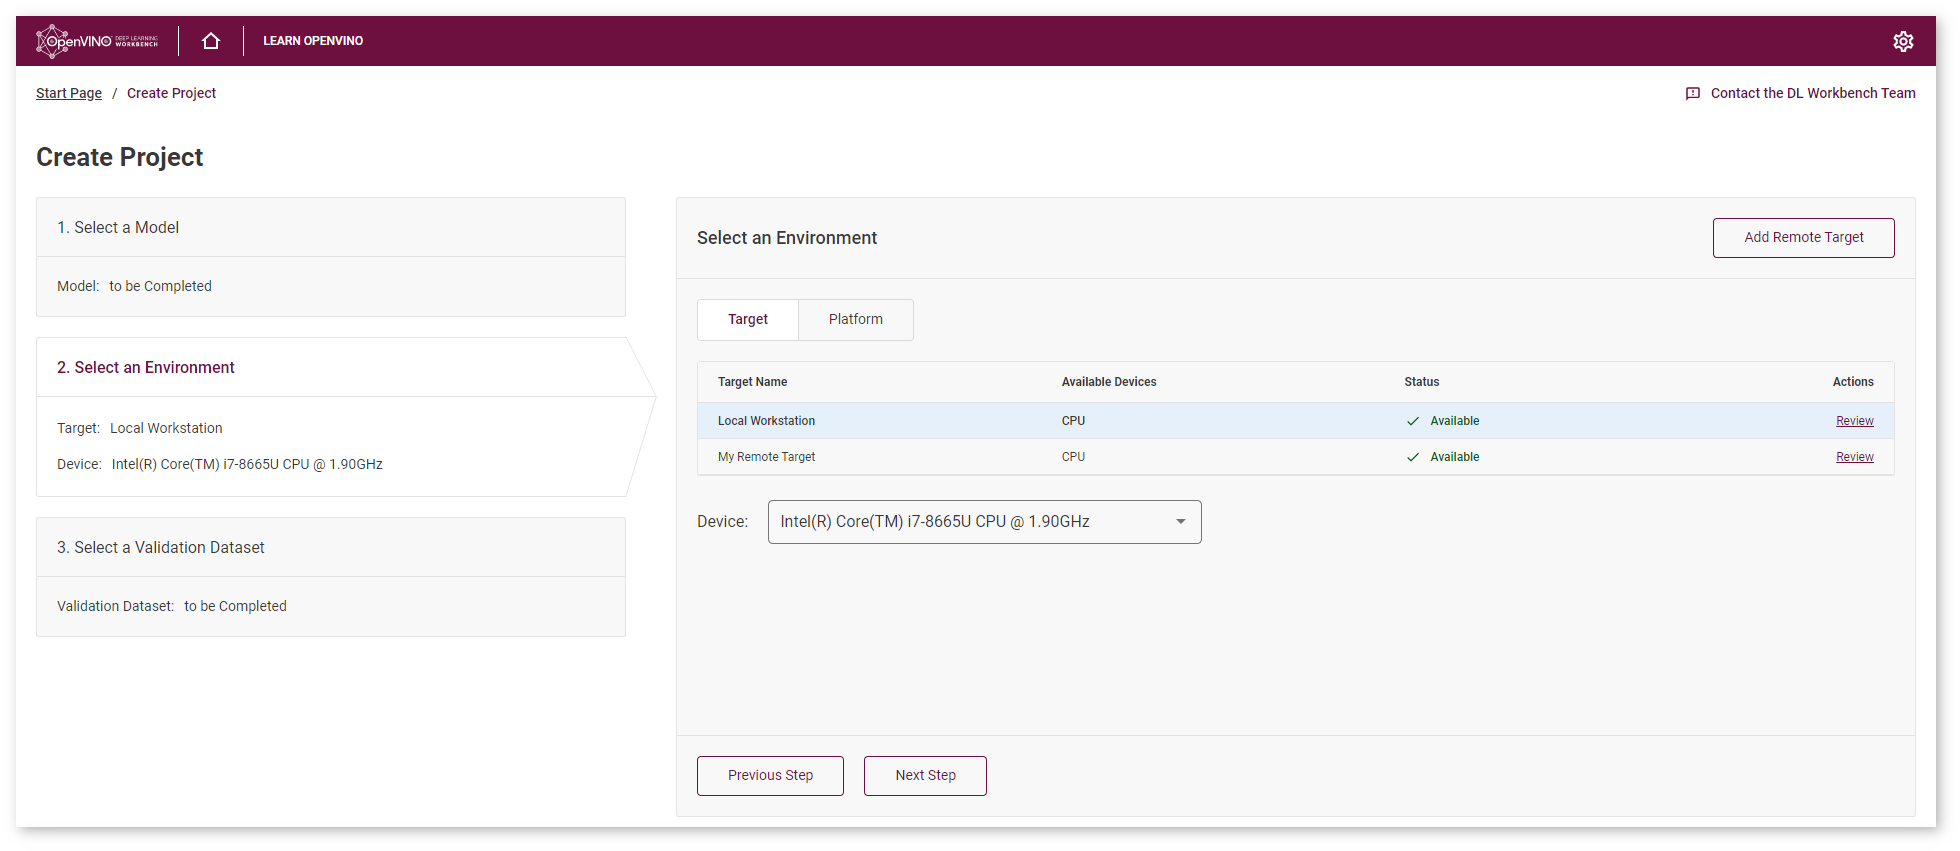 OpenVINO™ DEEP LEARNING WORKBENCH
LEARN OPENVINO
Start Page / Create Project
Contact the DL Workbench Team
Create Project
1. Select a Model
Model: to be Completed
2. Select an Environment
Target: Local Workstation
Device: Intel(R) Core(TM) i7-8665U CPU @ 1.90GHz
3. Select a Validation Dataset
Validation Dataset: to be Completed
Select an Environment
Add Remote Target
Target Platform
Target Name Available Devices Status Actions
Local Workstation CPU Available Review
My Remote Target CPU Available Review
Device: Intel(R) Core(TM) i7-8665U CPU @ 1.90GHz
Previous Step Next Step